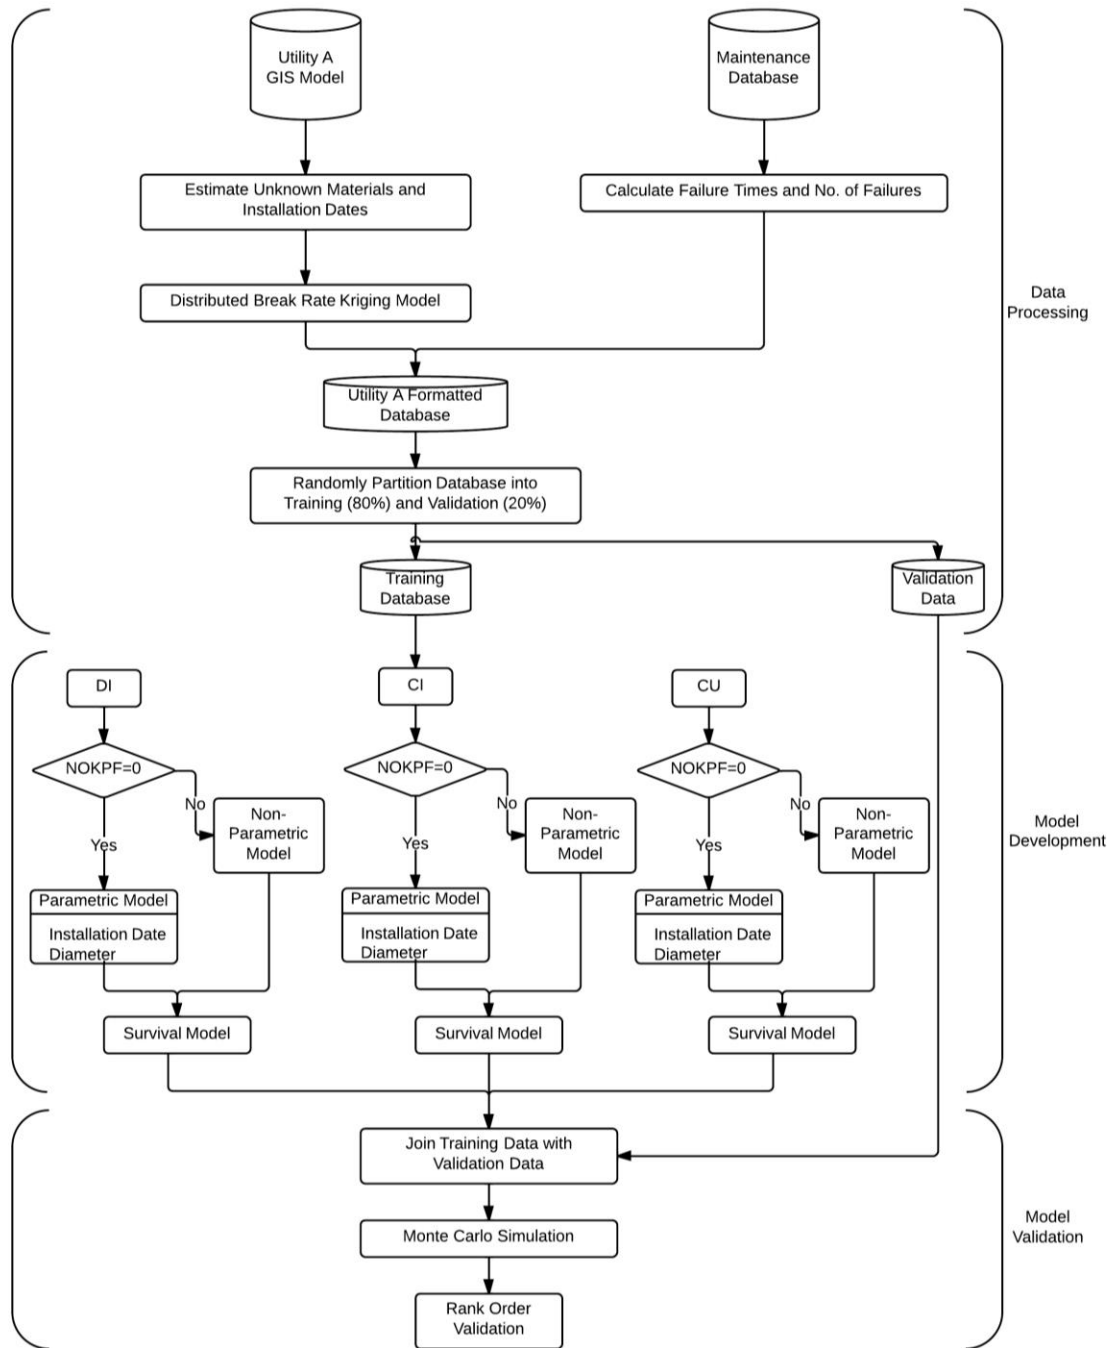 Utility A
GIS Model
Maintenance
Database
Estimate Unknown Materials and
Installation Dates
Calculate Failure Times and No. of Failures
Distributed Break Rate Kriging Model
Data
Processing
Utility A Formatted
Database
Randomly Partition Database into
Training (80%) and Validation (20%)
Training
Database
Validation
Data
DI
CI
CU
NOKPF=0
NOKPF=0
NOKPF=0
No
No
No
Non-
Parametric
Model
Non-
Parametric
Model
Non-
Parametric
Model
Model
Development
Yes
Yes
Yes
Parametric Model
Installation Date
Diameter
Parametric Model
Installation Date
Diameter
Parametric Model
Installation Date
Diameter
Survival Model
Survival Model
Survival Model
Join Training Data with
Validation Data
Monte Carlo Simulation
Model
Validation
Rank Order
Validation